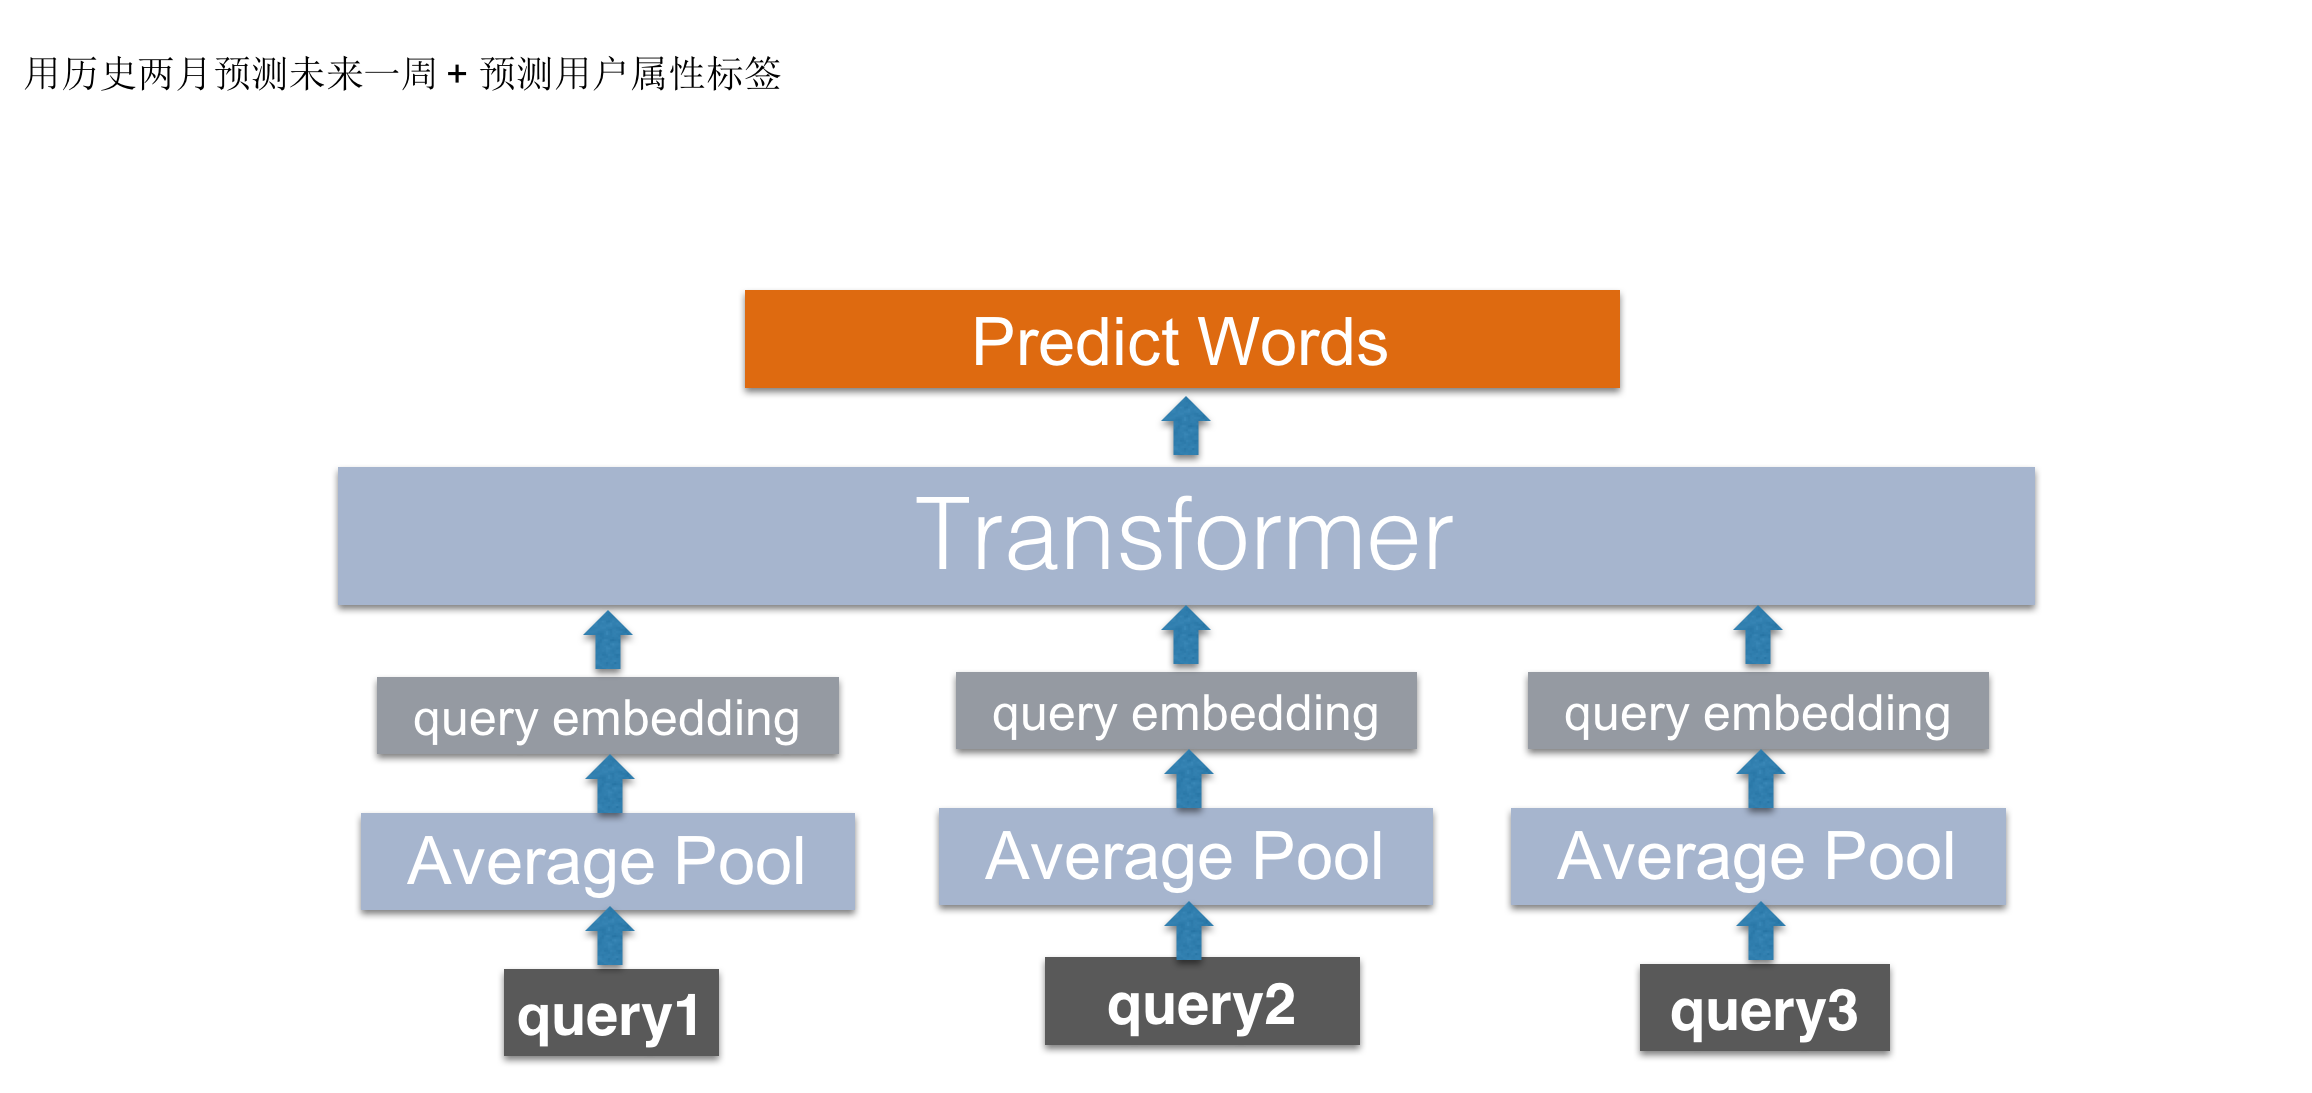 用历史两月预测未来一周 + 预测用户属性标签
Predict Words
Transformer
query embedding
query embedding
query embedding
Average Pool
Average Pool
Average Pool
query1
query2
query3